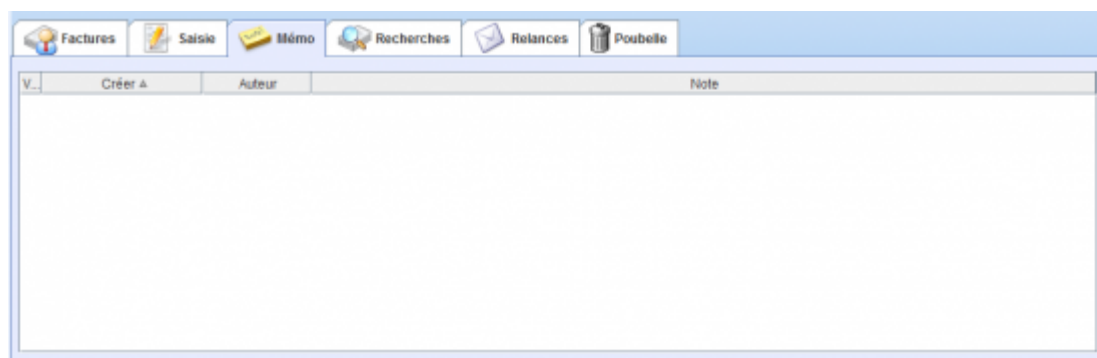 Factures Saisie Mémo Recherches Relances Poubelle
V... Créer Auteur Note